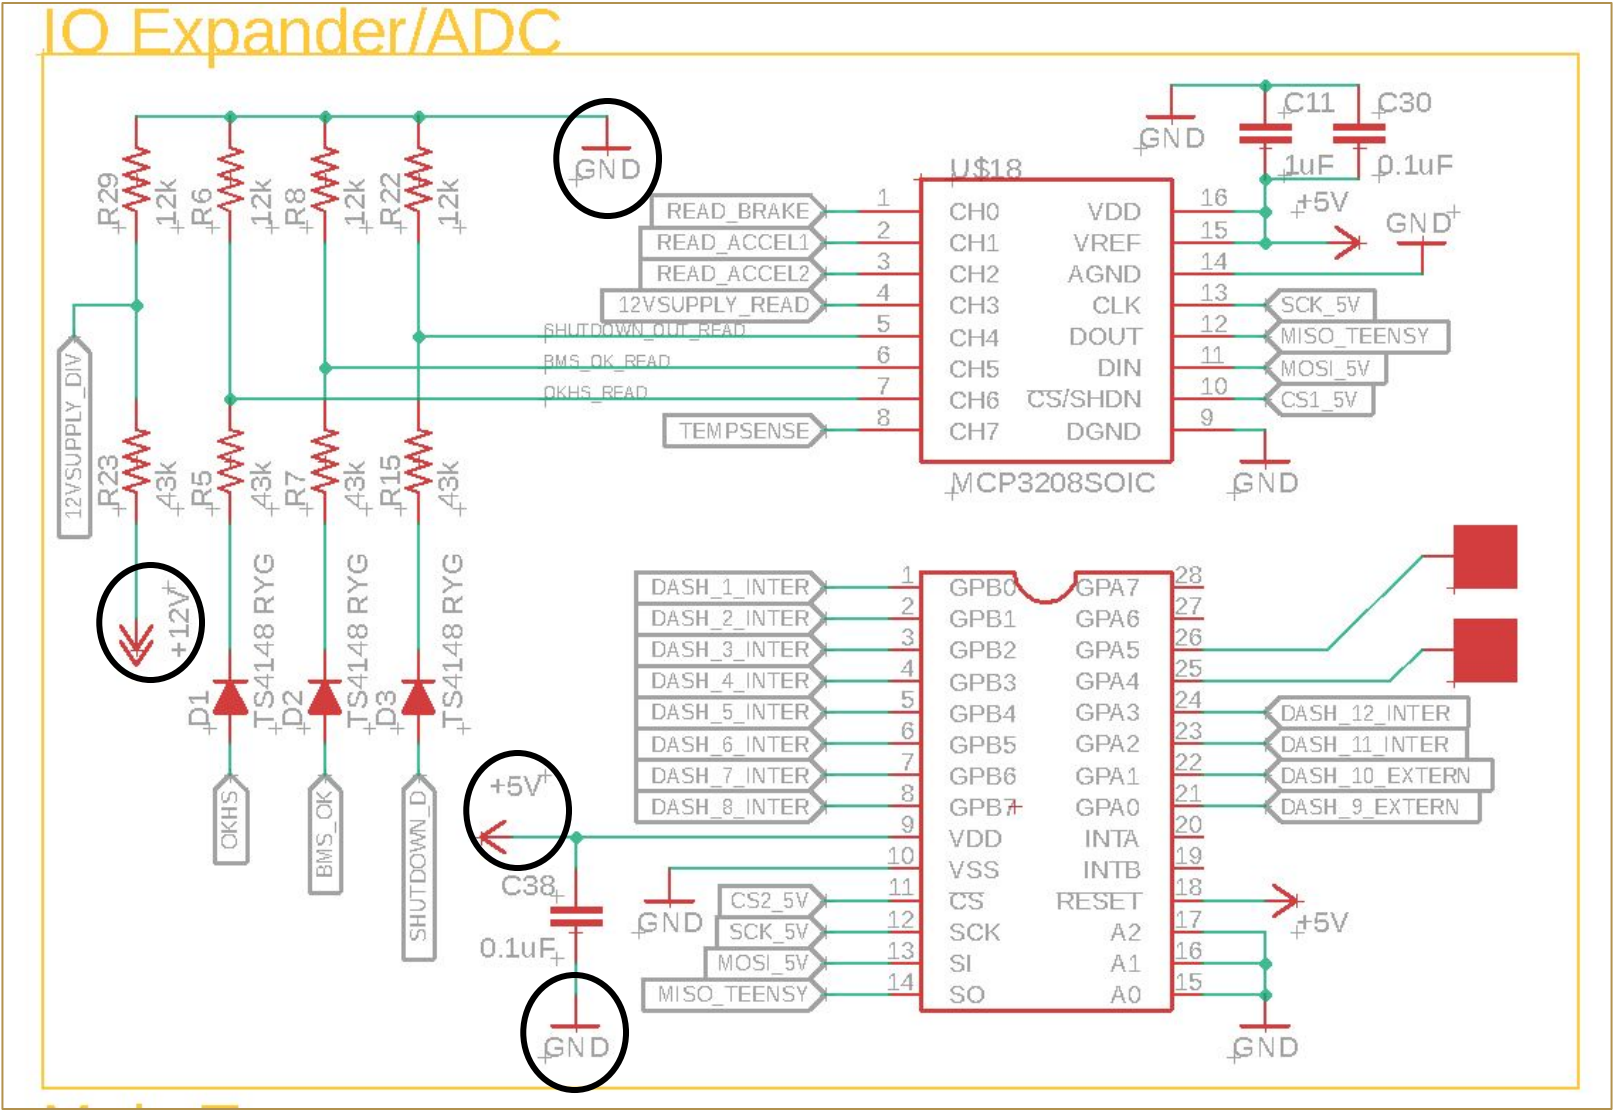 IO Expander/ADC
GND
R29
12k
R6
12k
R8
12k
R22
12k
GND
C11
1uF
C30
0.1uF
+5V
GND
U$18
READ_BRAKE 1 CH0 VDD 16
READ_ACCEL1 2 CH1 VREF 15
READ_ACCEL2 3 CH2 AGND 14
12VSUPPLY_READ 4 CH3 CLK 13 SCK_5V
SHUTDOWN_OUT_READ 5 CH4 DOUT 12 MISO_TEENSY
BMS_OK_READ 6 CH5 DIN 11 MOSI_5V
OKHS_READ 7 CH6 CS/SHDN 10 CS1_5V
TEMPSENSE 8 CH7 DGND 9
MCP3208SOIC
GND
12VSUPPLY_DIV
R23
43k
R5
43k
R7
43k
R15
43k
+12V
D1
TS4148 RYG
D2
TS4148 RYG
D3
TS4148 RYG
OKHS
BMS_OK
SHUTDOWN_D
DASH_1_INTER 1 GPB0 GPA7 28
DASH_2_INTER 2 GPB1 GPA6 27
DASH_3_INTER 3 GPB2 GPA5 26
DASH_4_INTER 4 GPB3 GPA4 25
DASH_5_INTER 5 GPB4 GPA3 24 DASH_12_INTER
DASH_6_INTER 6 GPB5 GPA2 23 DASH_11_INTER
DASH_7_INTER 7 GPB6 GPA1 22 DASH_10_EXTERN
DASH_8_INTER 8 GPB7 GPA0 21 DASH_9_EXTERN
+5V 9 VDD INTA 20
10 VSS INTB 19
CS2_5V 11 CS RESET 18 +5V
SCK_5V 12 SCK A2 17
MOSI_5V 13 SI A1 16
MISO_TEENSY 14 SO A0 15
C38
0.1uF
GND
GND
GND